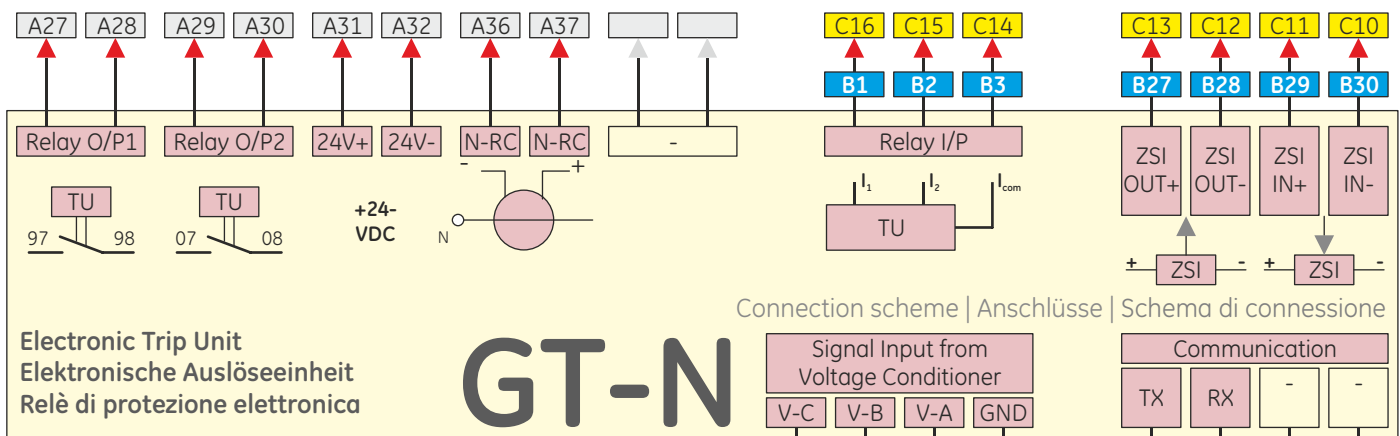 A27 A28 A29 A30 A31 A32 A36 A37 C16 C15 C14 C13 C12 C11 C10
B1 B2 B3 B27 B28 B29 B30
Relay O/P1 Relay O/P2 24V+ 24V- N-RC N-RC - Relay I/P
ZSI ZSI ZSI ZSI
OUT+ OUT- IN+ IN-
- +
TU TU
I₁ I₂ Icom
+24-
VDC
N
TU
97 98 07 08
+ ZSI - + ZSI -
Connection scheme | Anschlüsse | Schema di connessione
Electronic Trip Unit
Elektronische Auslöseeinheit
Relè di protezione elettronica
GT-N
Signal Input from
Voltage Conditioner
V-C V-B V-A GND
Communication
TX RX - -